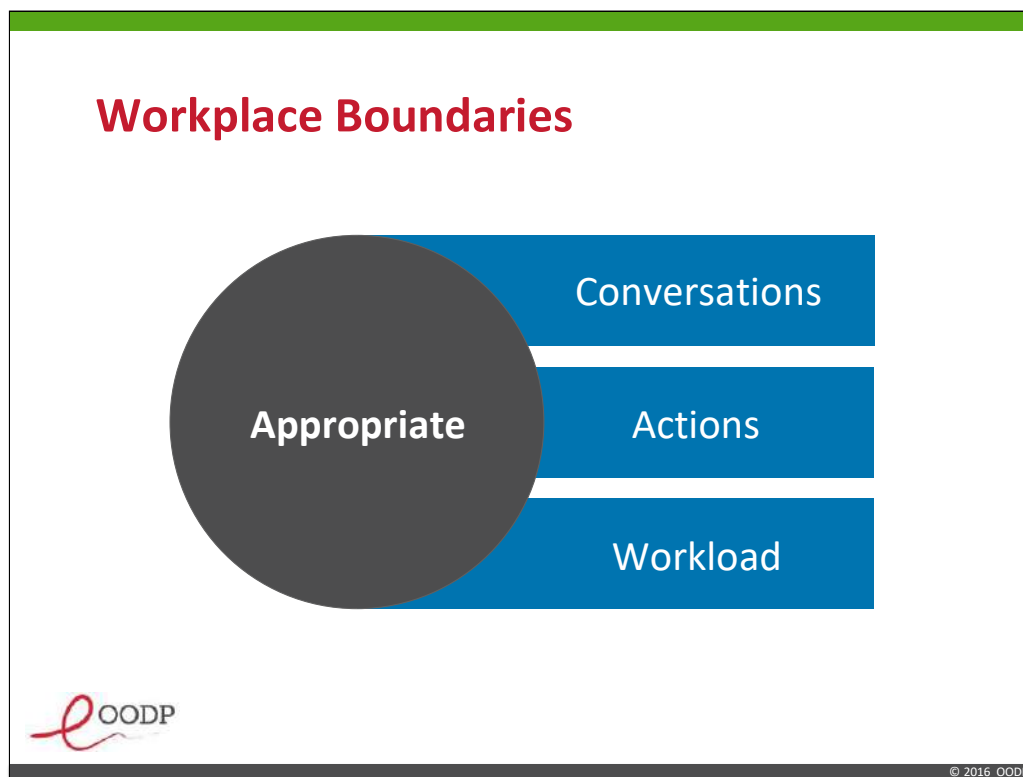 Workplace Boundaries
Conversations
Appropriate
Actions
Workload
OODP
© 2016 OOD